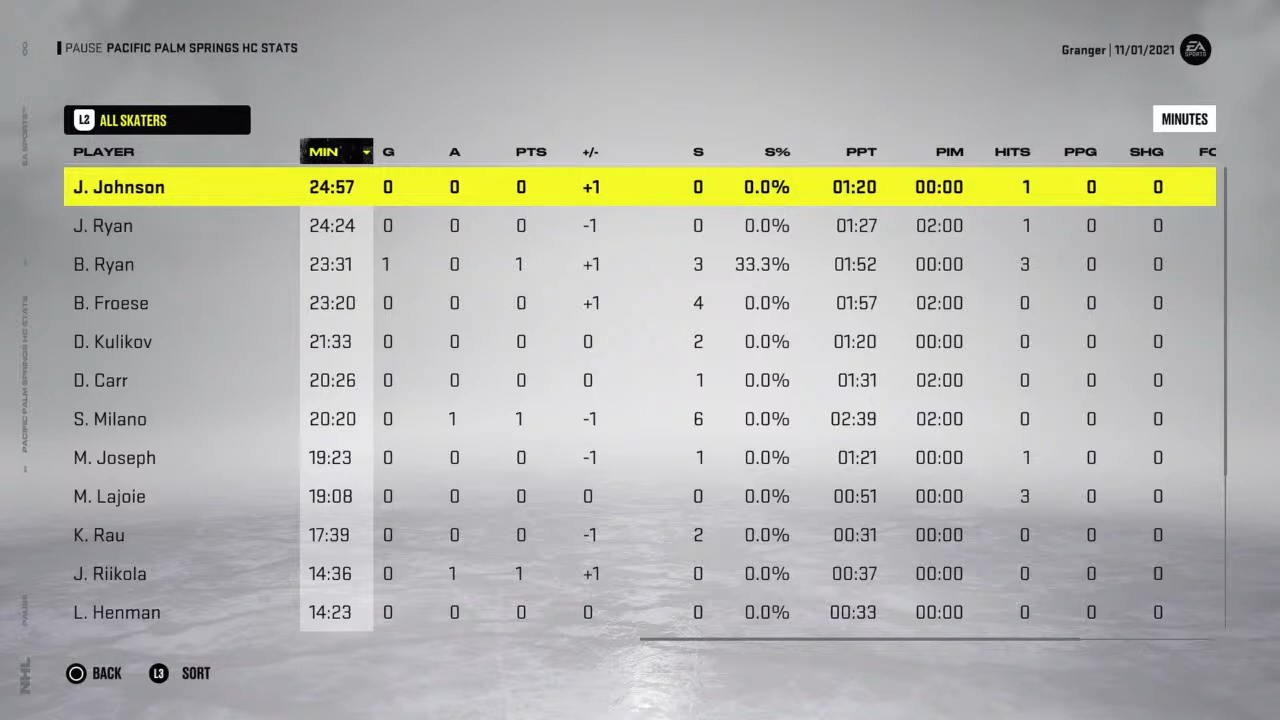 PAUSE PACIFIC PALM SPRINGS HC STATS
Granger | 11/01/2021 EA SPORTS
L2 ALL SKATERS
MINUTES
PLAYER MIN G A PTS +/- S S% PPT PIM HITS PPG SHG FO
J. Johnson 24:57 0 0 0 +1 0 0.0% 01:20 00:00 1 0 0
J. Ryan 24:24 0 0 0 -1 0 0.0% 01:27 02:00 1 0 0
B. Ryan 23:31 1 0 1 +1 3 33.3% 01:52 00:00 3 0 0
B. Froese 23:20 0 0 0 +1 4 0.0% 01:57 02:00 0 0 0
D. Kulikov 21:33 0 0 0 0 2 0.0% 01:20 00:00 0 0 0
D. Carr 20:26 0 0 0 0 1 0.0% 01:31 02:00 0 0 0
S. Milano 20:20 0 1 1 -1 6 0.0% 02:39 02:00 0 0 0
M. Joseph 19:23 0 0 0 -1 1 0.0% 01:21 00:00 1 0 0
M. Lajoie 19:08 0 0 0 0 0 0.0% 00:51 00:00 3 0 0
K. Rau 17:39 0 0 0 -1 2 0.0% 00:31 00:00 0 0 0
J. Riikola 14:36 0 1 1 +1 0 0.0% 00:37 00:00 0 0 0
L. Henman 14:23 0 0 0 0 0 0.0% 00:33 00:00 0 0 0
BACK L3 SORT
EA SPORTS™
PACIFIC PALM SPRINGS HC STATS
PAUSE
NHL